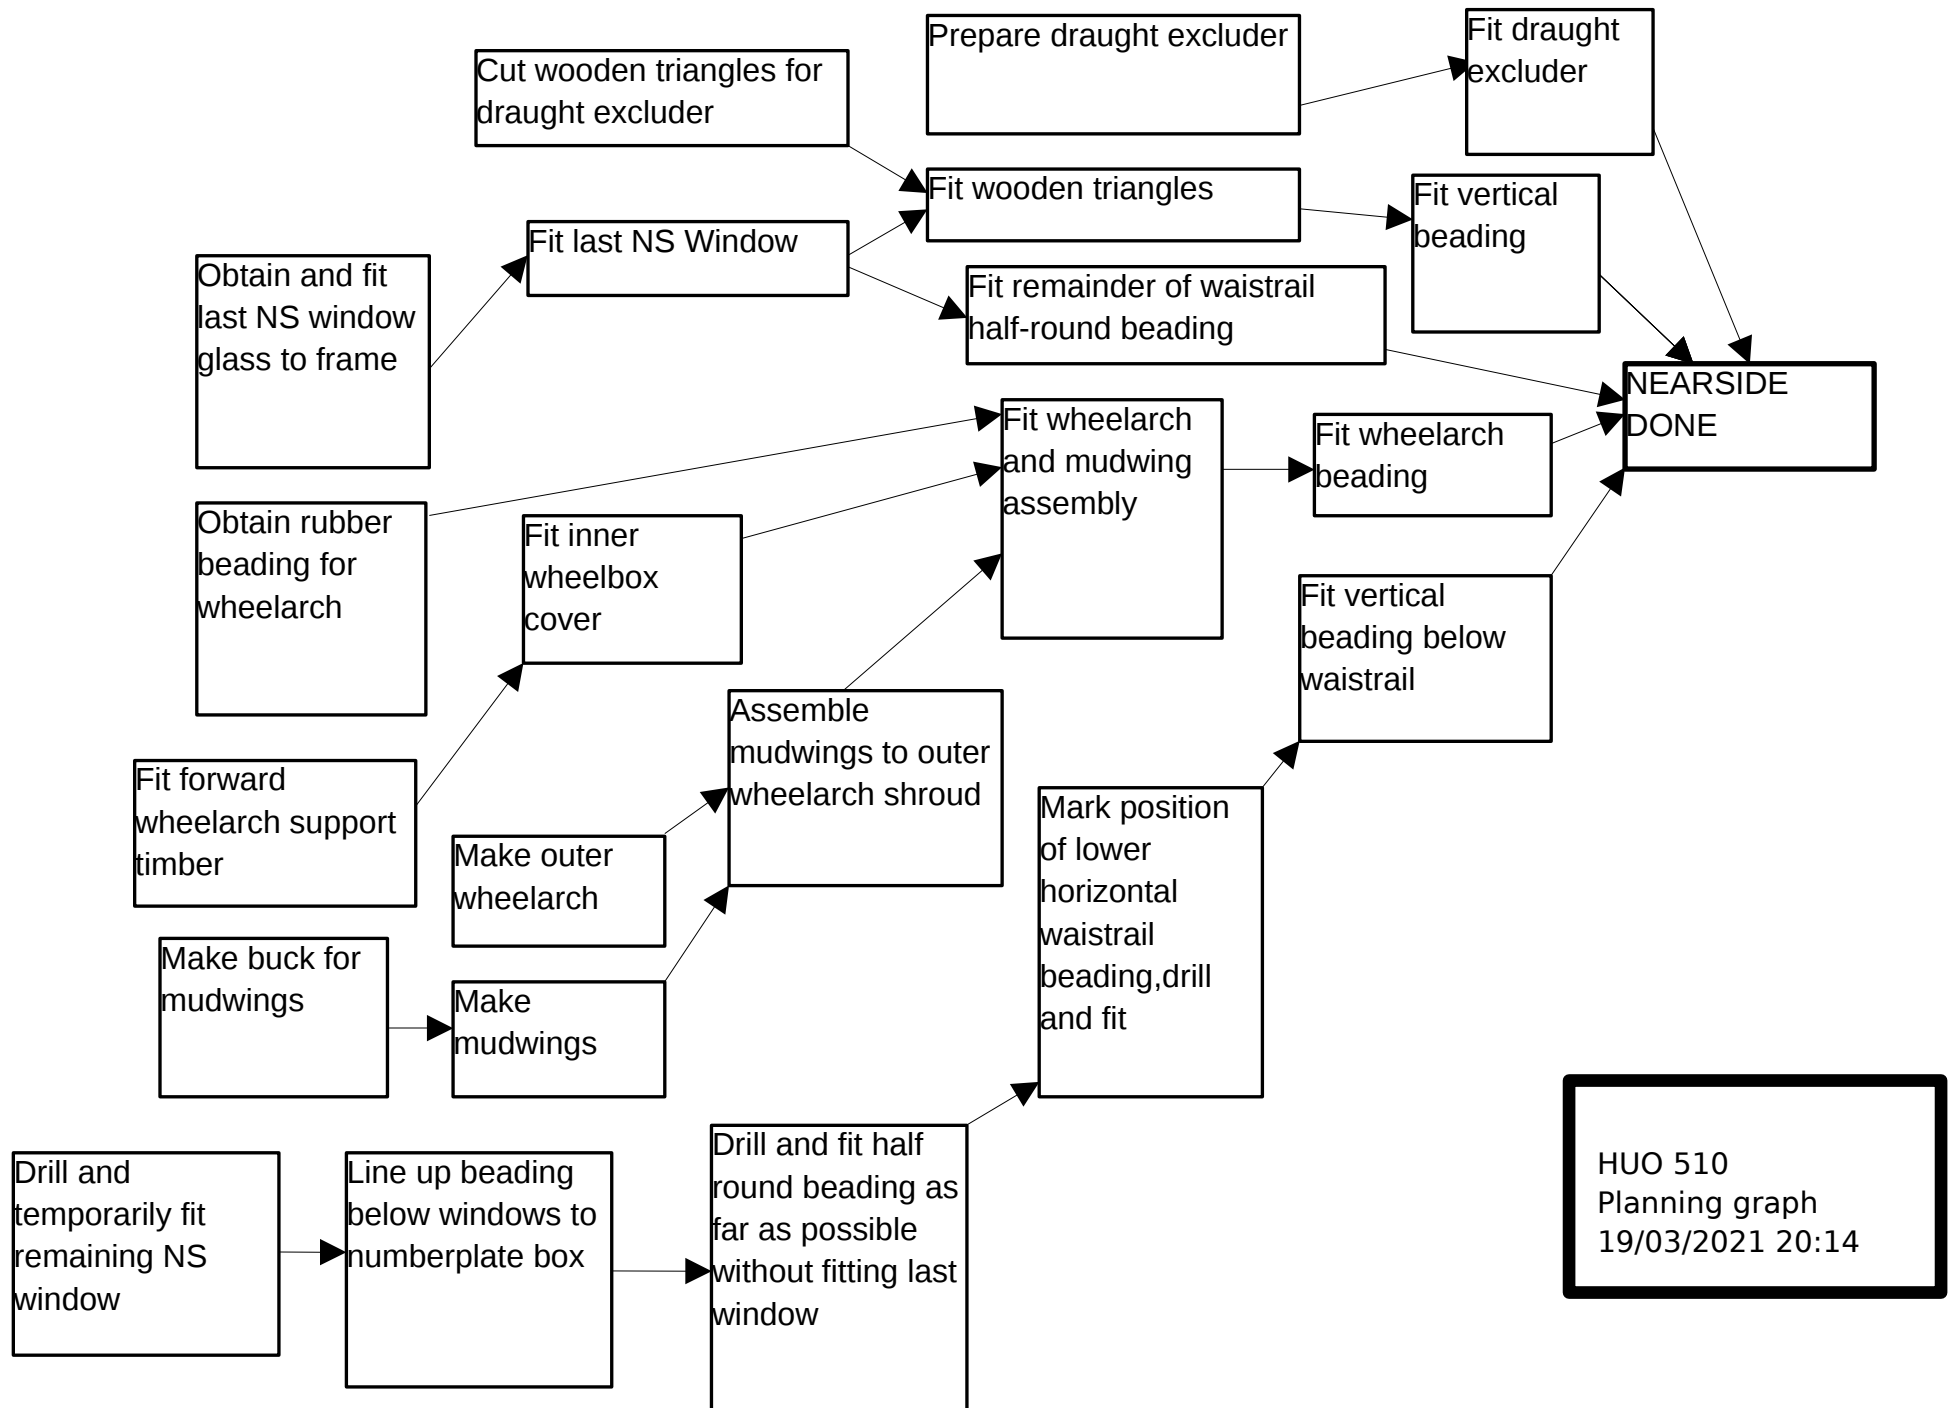 Prepare draught excluder
Fit draught
excluder
Cut wooden triangles for
draught excluder
Fit wooden triangles
Fit vertical
beading
Fit last NS Window
Obtain and fit
last NS window
glass to frame
Fit remainder of waistrail
half-round beading
NEARSIDE
DONE
Fit wheelarch
and mudwing
assembly
Fit wheelarch
beading
Obtain rubber
beading for
wheelarch
Fit inner
wheelbox
cover
Fit vertical
beading below
waistrail
Assemble
mudwings to outer
wheelarch shroud
Fit forward
wheelarch support
timber
Make outer
wheelarch
Mark position
of lower
horizontal
waistrail
beading,drill
and fit
Make buck for
mudwings
Make
mudwings
Drill and
temporarily fit
remaining NS
window
Line up beading
below windows to
numberplate box
Drill and fit half
round beading as
far as possible
without fitting last
window
HUO 510
Planning graph
19/03/2021 20:14